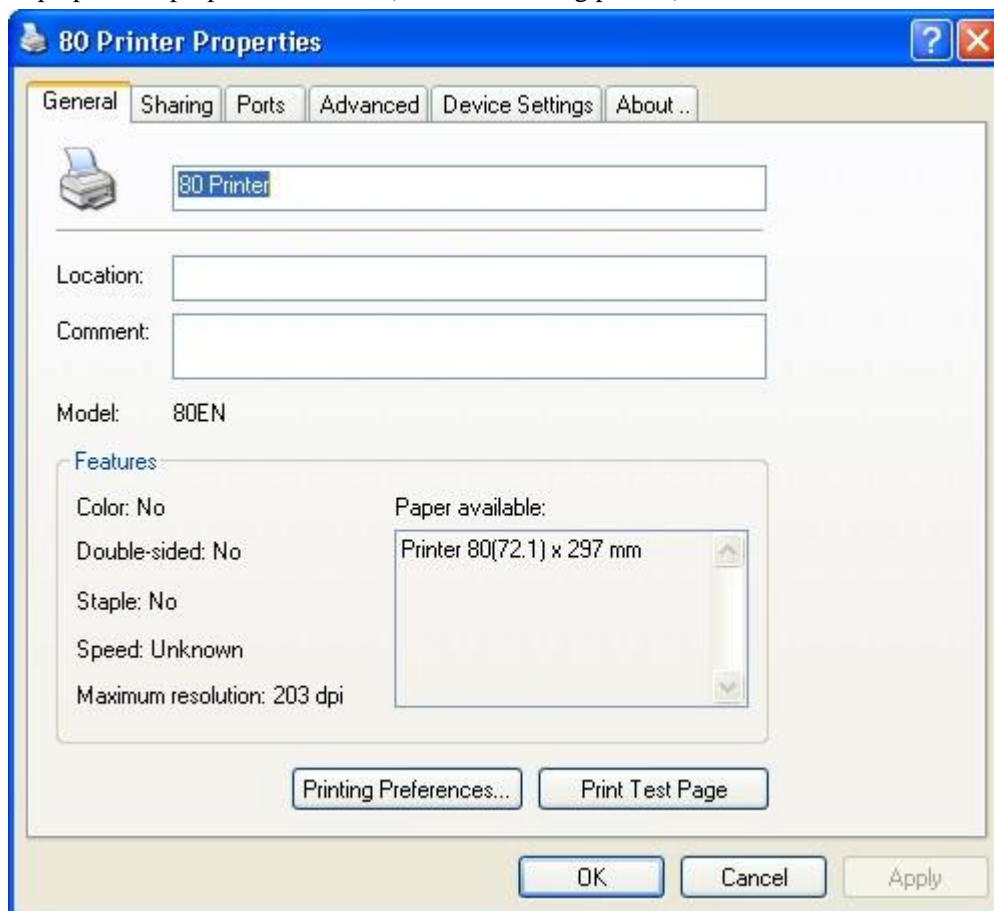 80 Printer Properties
General Sharing Ports Advanced Device Settings About ..
80 Printer
Location:
Comment:
Model: 80EN
Features
Color: No
Paper available:
Double-sided: No
Printer 80(72.1) x 297 mm
Staple: No
Speed: Unknown
Maximum resolution: 203 dpi
Printing Preferences... Print Test Page
OK Cancel Apply